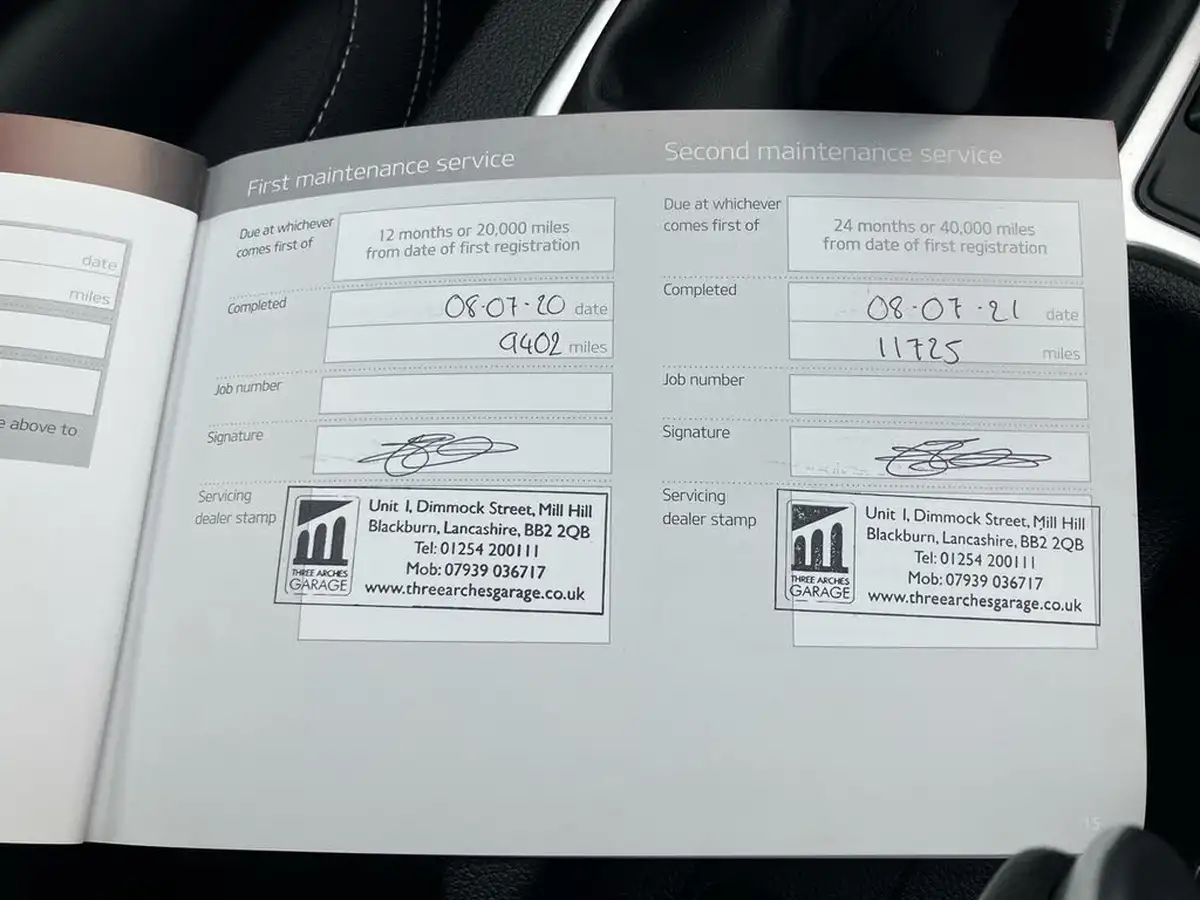 date
miles
e above to
First maintenance service
Due at whichever
comes first of
12 months or 20,000 miles
from date of first registration
Completed
08·07·20 date
9402 miles
Job number
Signature
Servicing
dealer stamp
THREE ARCHES
GARAGE
Unit 1, Dimmock Street, Mill Hill
Blackburn, Lancashire, BB2 2QB
Tel: 01254 200111
Mob: 07939 036717
www.threearchesgarage.co.uk
Second maintenance service
Due at whichever
comes first of
24 months or 40,000 miles
from date of first registration
Completed
08·07·21 date
11725 miles
Job number
Signature
Servicing
dealer stamp
THREE ARCHES
GARAGE
Unit 1, Dimmock Street, Mill Hill
Blackburn, Lancashire, BB2 2QB
Tel: 01254 200111
Mob: 07939 036717
www.threearchesgarage.co.uk
15